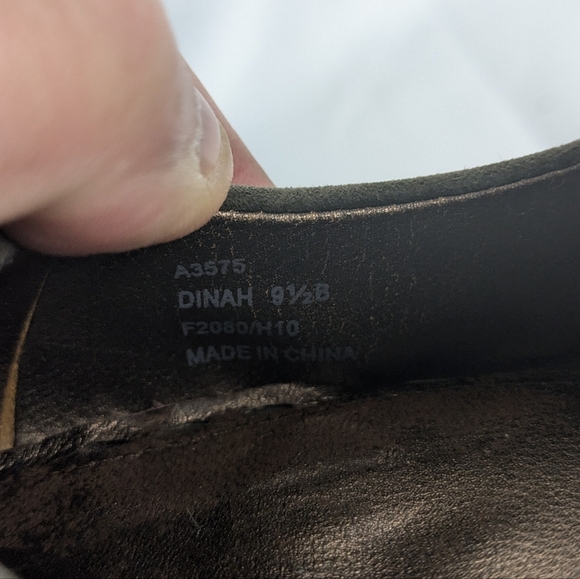 A3575
DINAH 9½B
F2080/H10
MADE IN CHINA